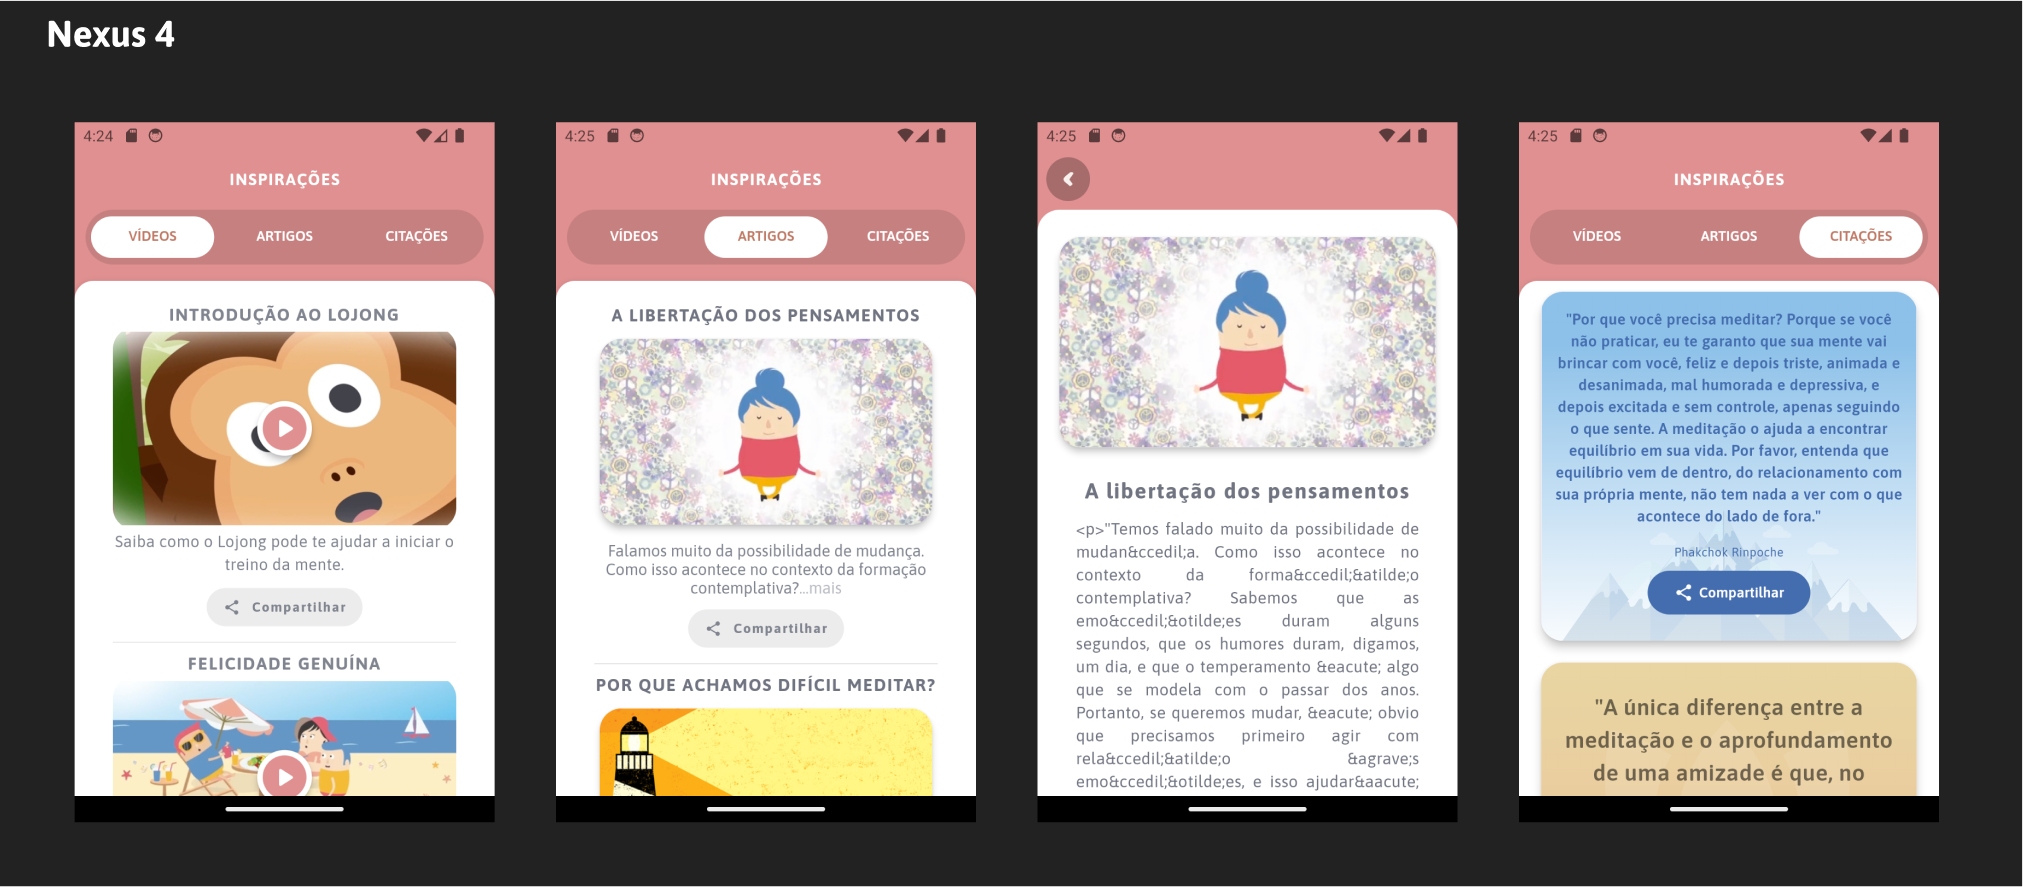 Nexus 4
4:24
INSPIRAÇÕES
VÍDEOS ARTIGOS CITAÇÕES
INTRODUÇÃO AO LOJONG
Saiba como o Lojong pode te ajudar a iniciar o
treino da mente.
Compartilhar
FELICIDADE GENUÍNA
4:25
INSPIRAÇÕES
VÍDEOS ARTIGOS CITAÇÕES
A LIBERTAÇÃO DOS PENSAMENTOS
Falamos muito da possibilidade de mudança.
Como isso acontece no contexto da formação
contemplativa?...mais
Compartilhar
POR QUE ACHAMOS DIFÍCIL MEDITAR?
4:25
A libertação dos pensamentos
<p>"Temos falado muito da possibilidade de
mudan&ccedil;a. Como isso acontece no
contexto da forma&ccedil;&atilde;o
contemplativa? Sabemos que as
emo&ccedil;&otilde;es duram alguns
segundos, que os humores duram, digamos,
um dia, e que o temperamento &eacute; algo
que se modela com o passar dos anos.
Portanto, se queremos mudar, &eacute; obvio
que precisamos primeiro agir com
rela&ccedil;&atilde;o &agrave;s
emo&ccedil;&otilde;es, e isso ajudar&aacute;
4:25
INSPIRAÇÕES
VÍDEOS ARTIGOS CITAÇÕES
"Por que você precisa meditar? Porque se você
não praticar, eu te garanto que sua mente vai
brincar com você, feliz e depois triste, animada e
desanimada, mal humorada e depressiva, e
depois excitada e sem controle, apenas seguindo
o que sente. A meditação o ajuda a encontrar
equilíbrio em sua vida. Por favor, entenda que
equilíbrio vem de dentro, do relacionamento com
sua própria mente, não tem nada a ver com o que
acontece do lado de fora."
Phakchok Rinpoche
Compartilhar
"A única diferença entre a
meditação e o aprofundamento
de uma amizade é que, no